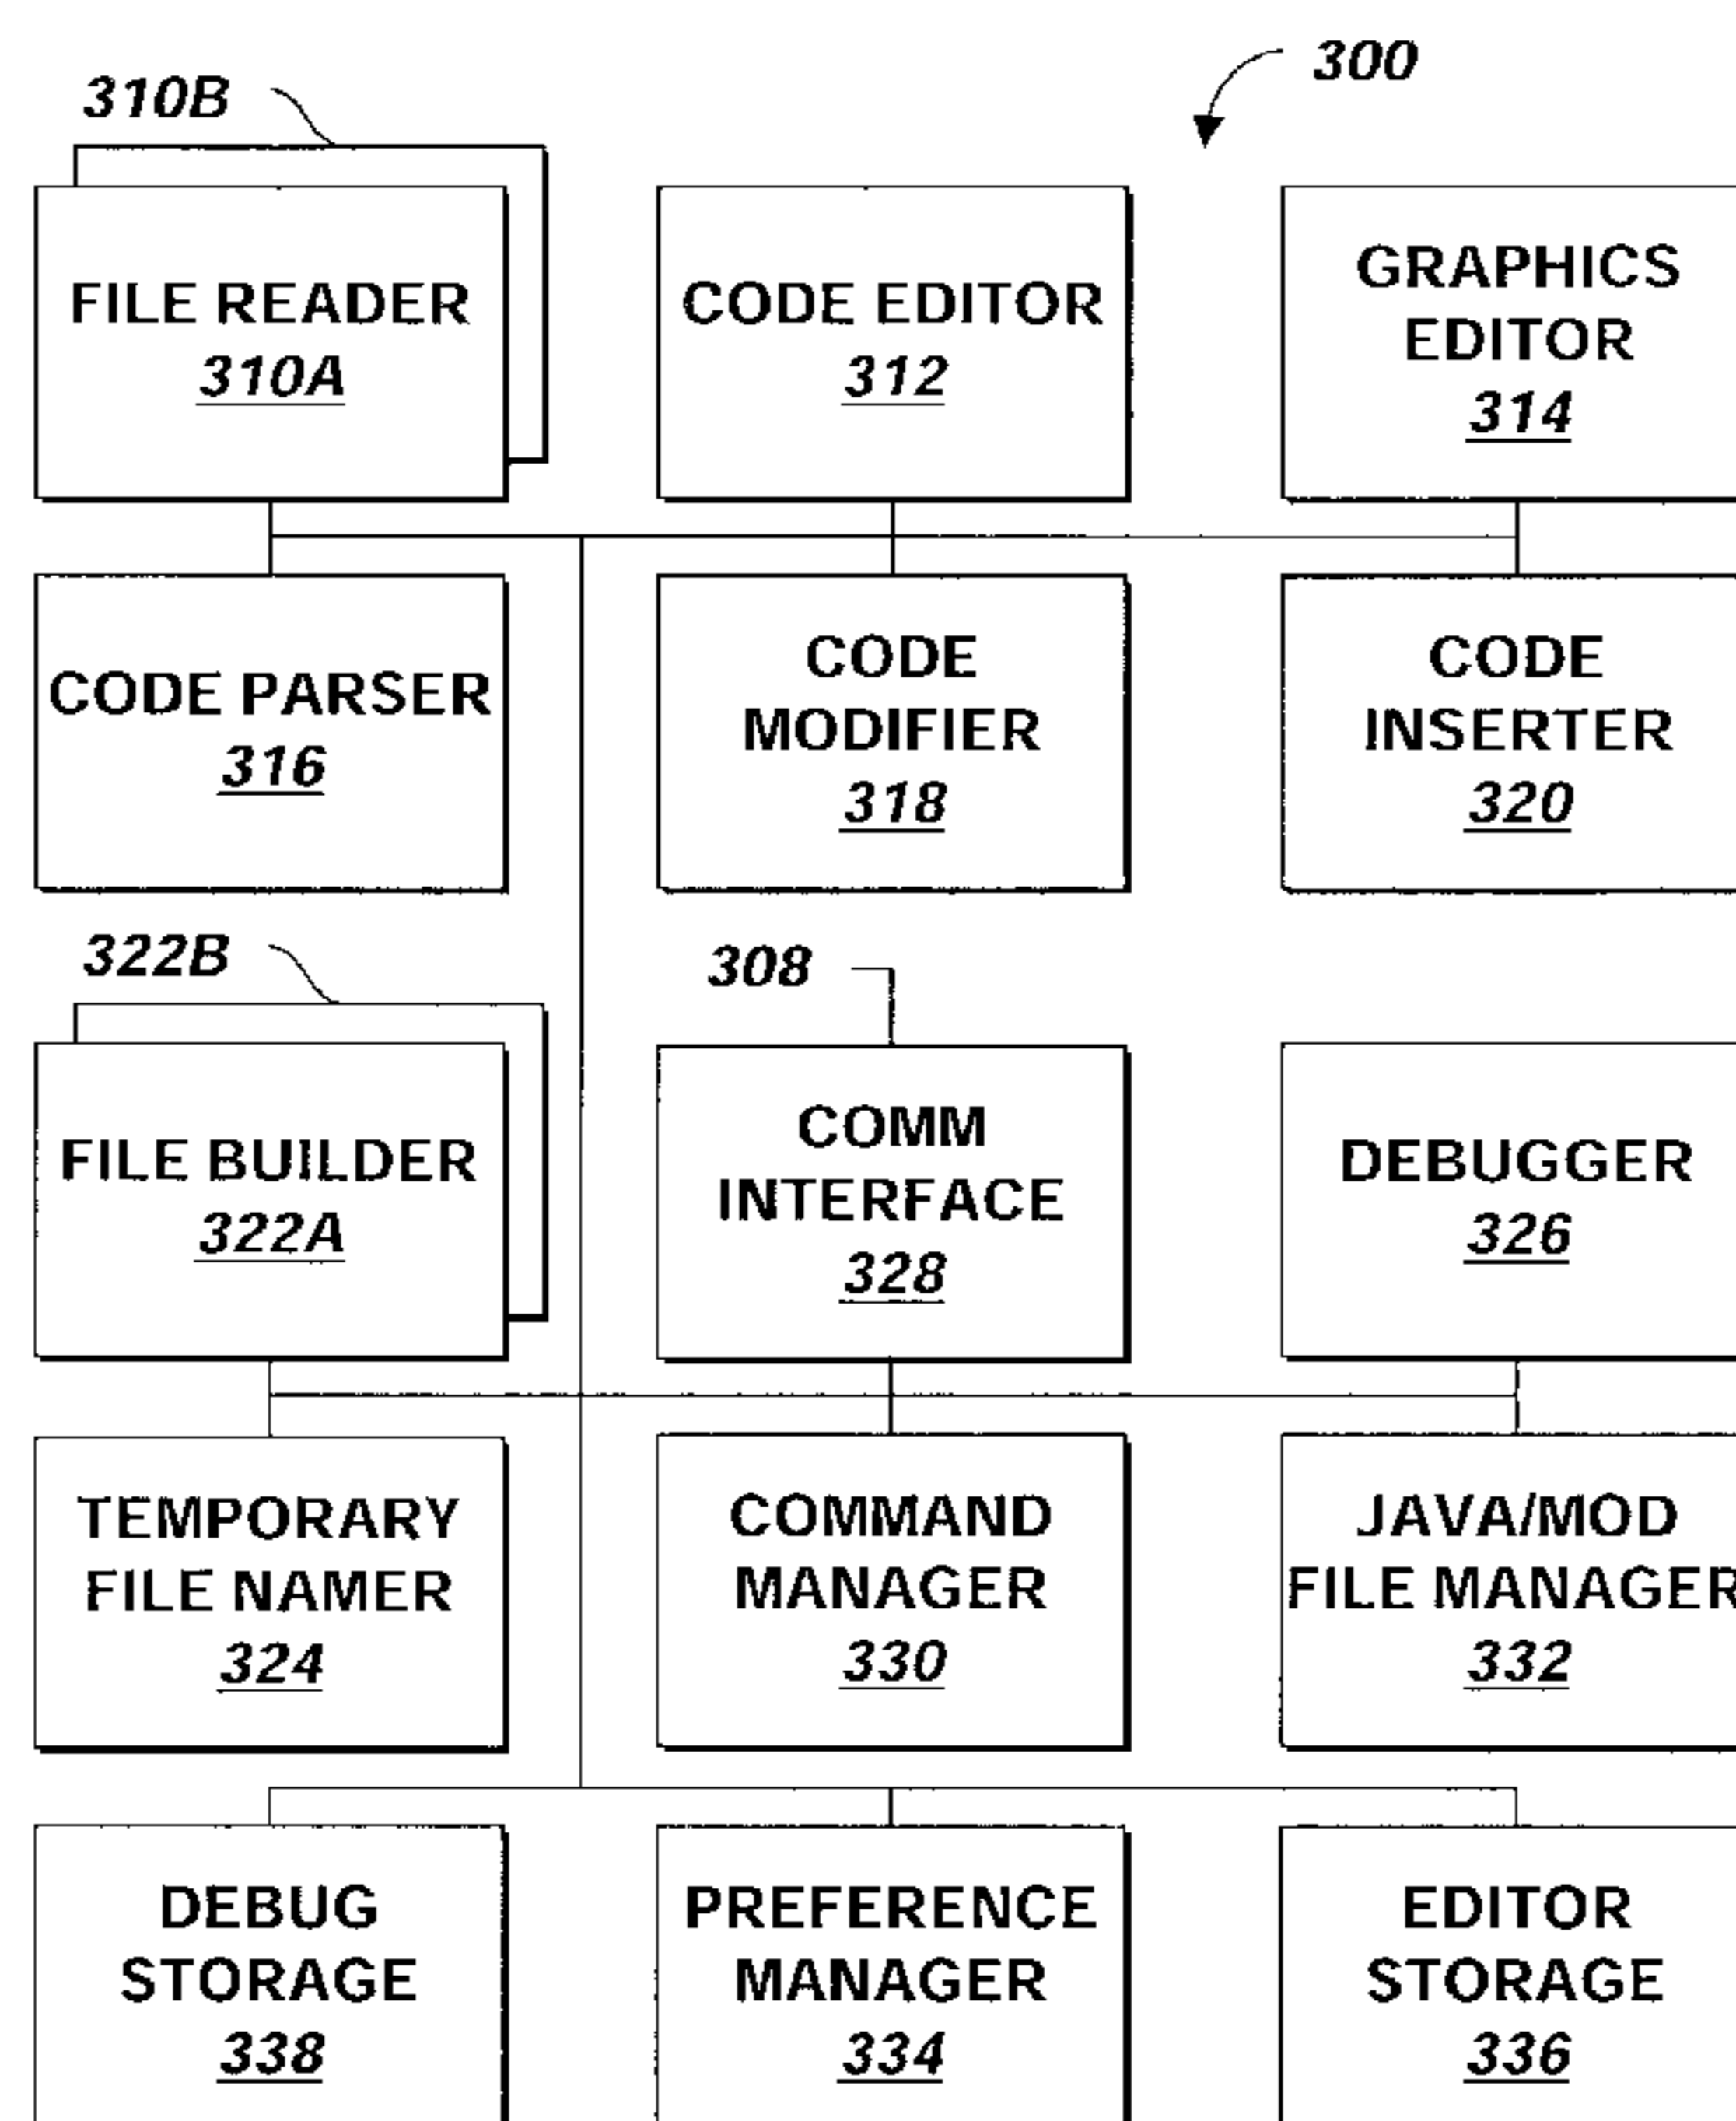 310B
300
FILE READER
310A
CODE EDITOR
312
GRAPHICS
EDITOR
314
CODE PARSER
316
CODE
MODIFIER
318
CODE
INSERTER
320
322B
308
FILE BUILDER
322A
COMM
INTERFACE
328
DEBUGGER
326
TEMPORARY
FILE NAMER
324
COMMAND
MANAGER
330
JAVA/MOD
FILE MANAGER
332
DEBUG
STORAGE
338
PREFERENCE
MANAGER
334
EDITOR
STORAGE
336